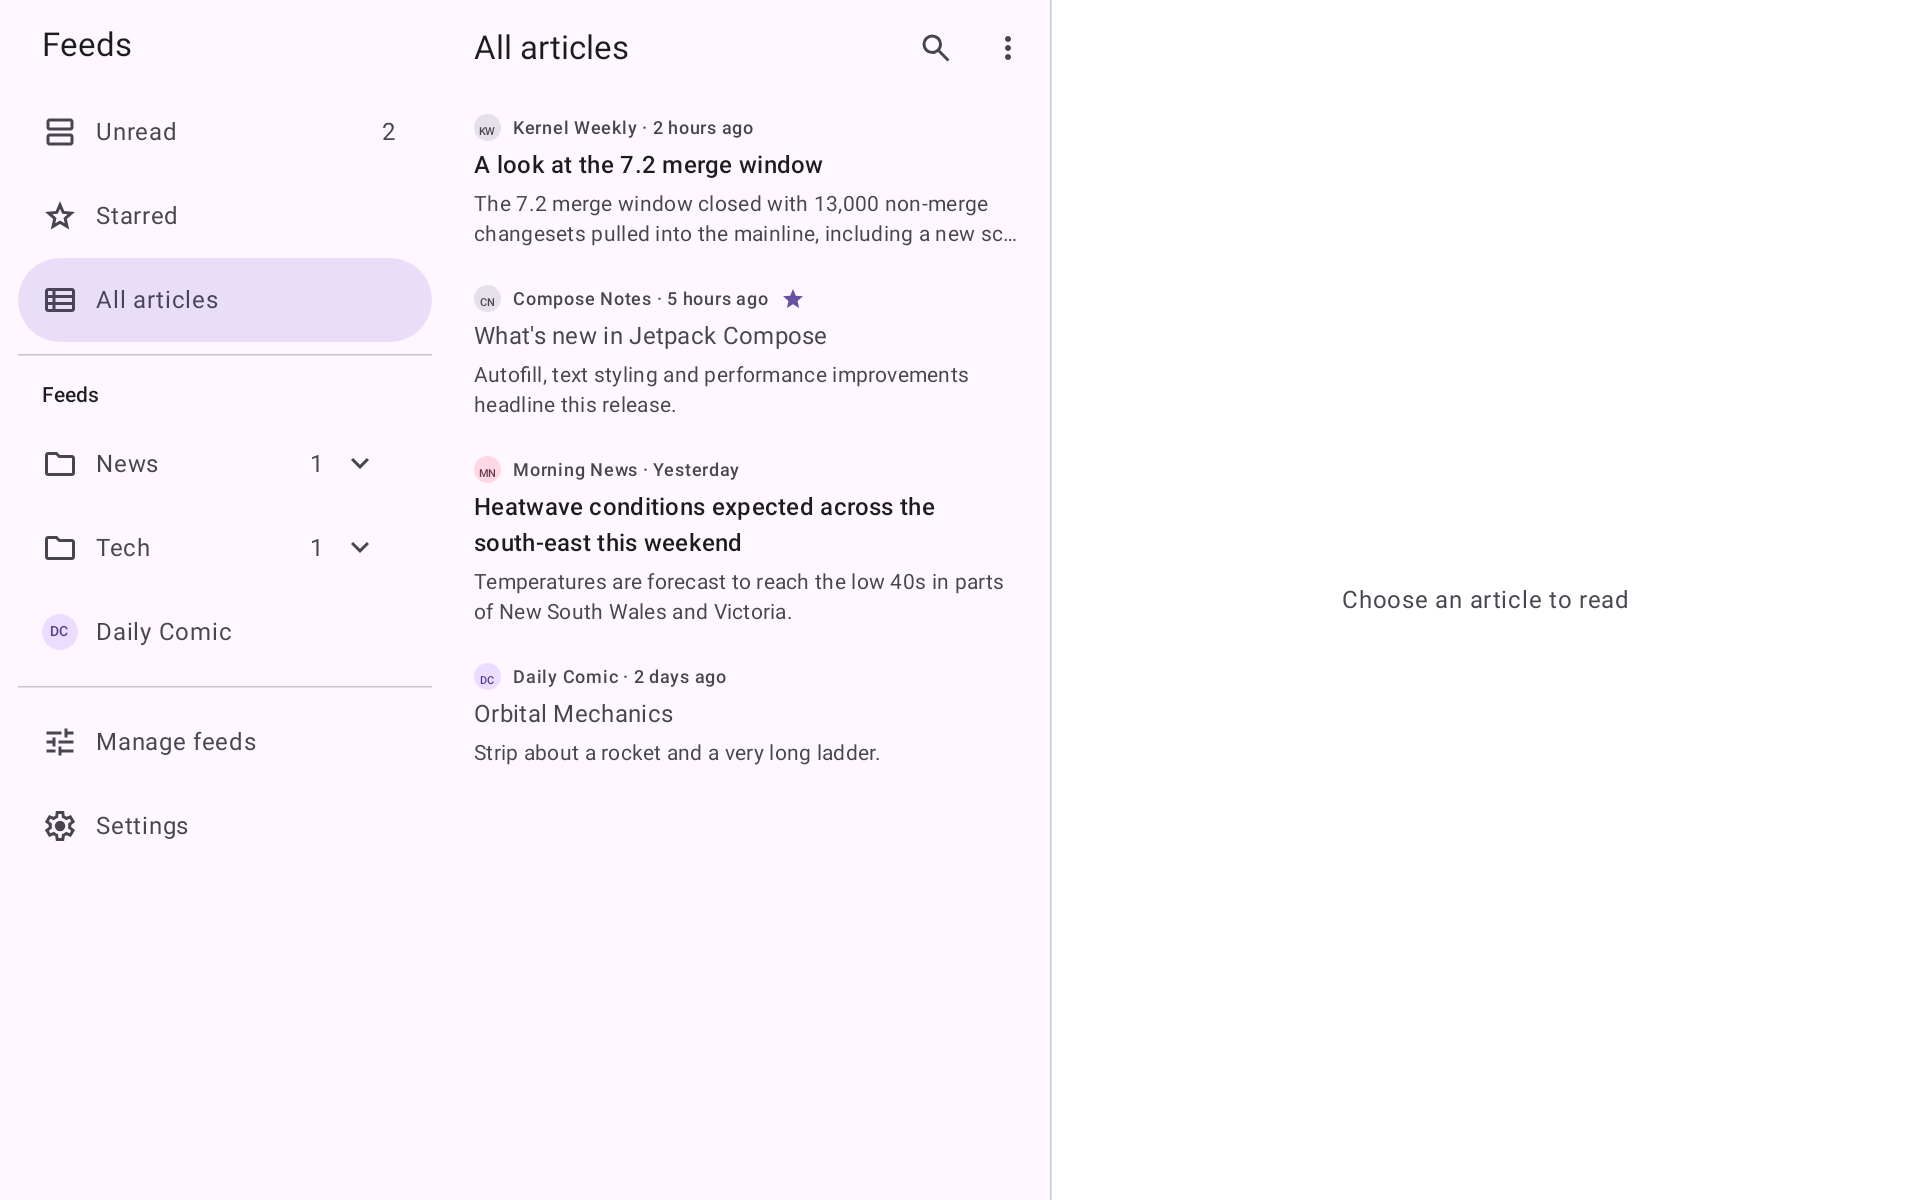 Feeds
Unread 2
Starred
All articles
Feeds
News 1
Tech 1
DC Daily Comic
Manage feeds
Settings
All articles
KW Kernel Weekly · 2 hours ago
A look at the 7.2 merge window
The 7.2 merge window closed with 13,000 non-merge
changesets pulled into the mainline, including a new sc…
CN Compose Notes · 5 hours ago
What's new in Jetpack Compose
Autofill, text styling and performance improvements
headline this release.
MN Morning News · Yesterday
Heatwave conditions expected across the
south-east this weekend
Temperatures are forecast to reach the low 40s in parts
of New South Wales and Victoria.
DC Daily Comic · 2 days ago
Orbital Mechanics
Strip about a rocket and a very long ladder.
Choose an article to read